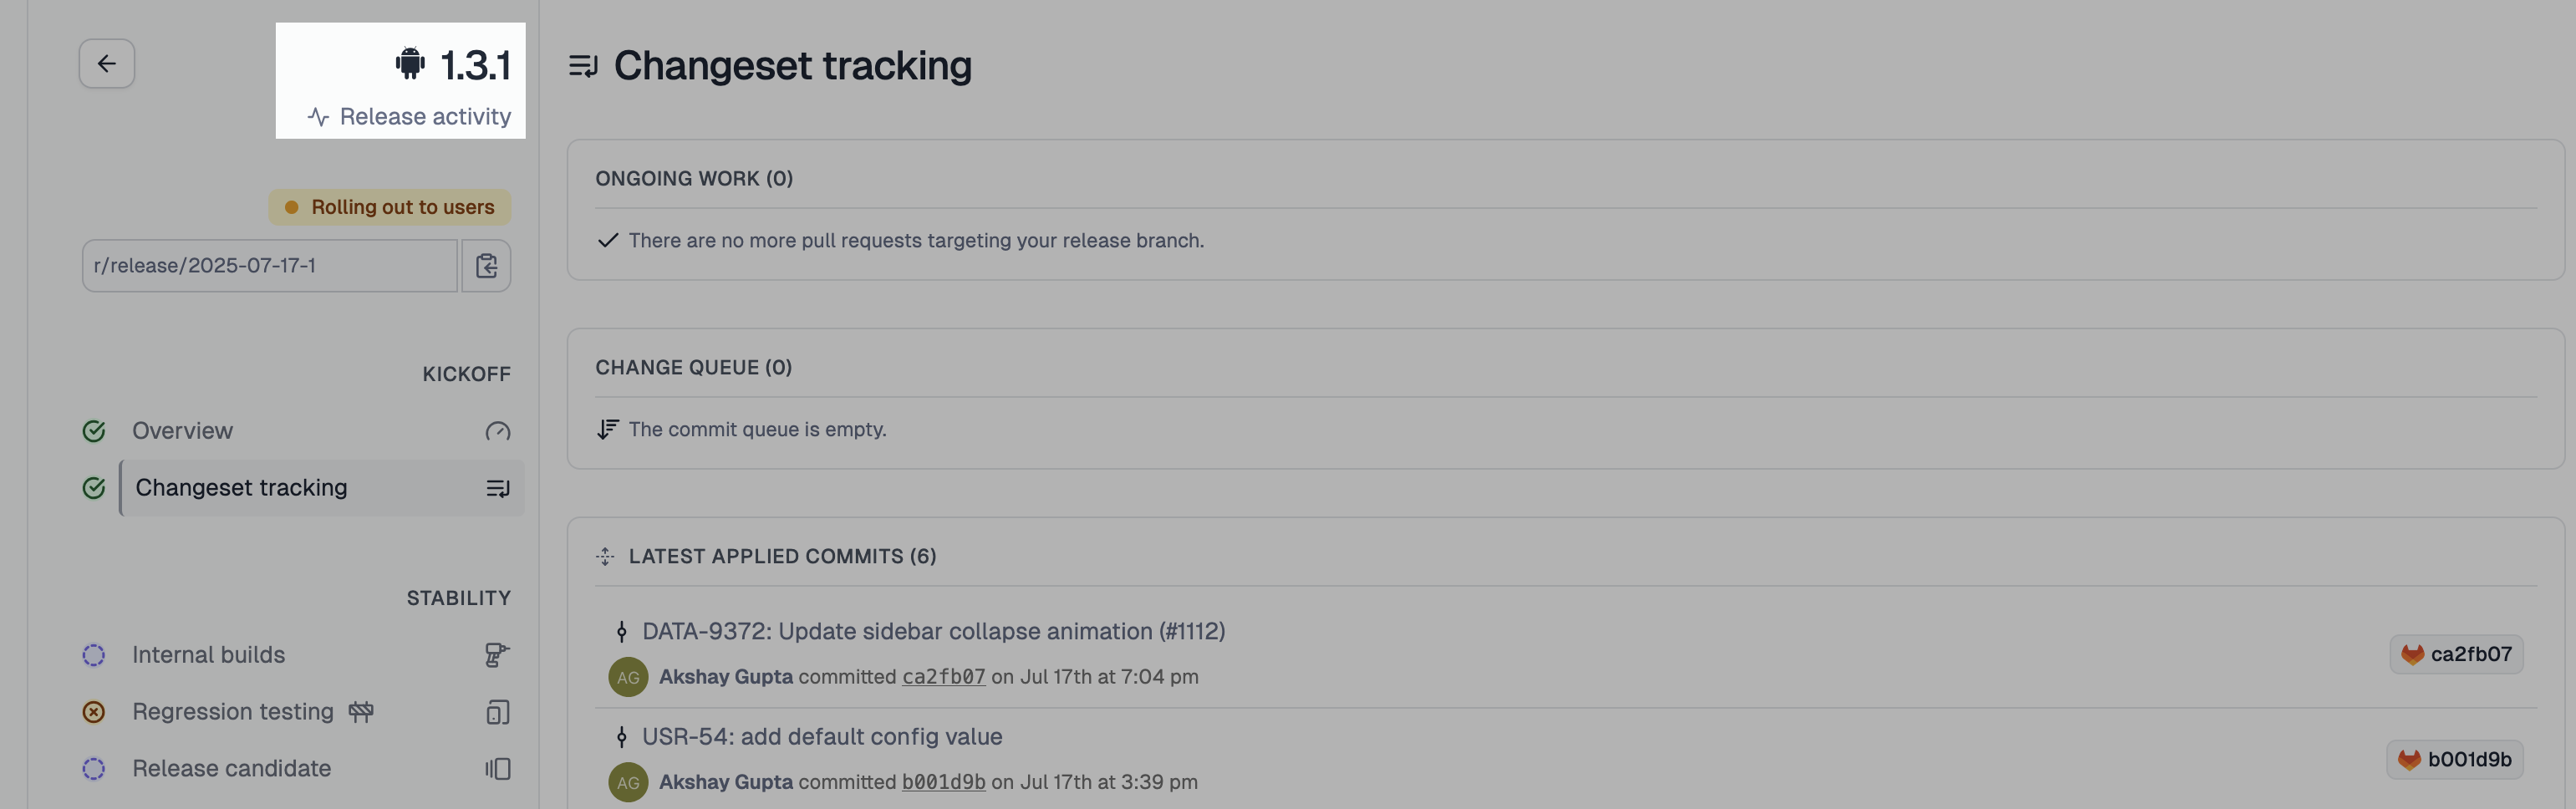 1.3.1
Release activity
Rolling out to users
r/release/2025-07-17-1
KICKOFF
Overview
Changeset tracking
STABILITY
Internal builds
Regression testing
Release candidate
Changeset tracking
ONGOING WORK (0)
There are no more pull requests targeting your release branch.
CHANGE QUEUE (0)
The commit queue is empty.
LATEST APPLIED COMMITS (6)
DATA-9372: Update sidebar collapse animation (#1112)
AG Akshay Gupta committed ca2fb07 on Jul 17th at 7:04 pm
ca2fb07
USR-54: add default config value
AG Akshay Gupta committed b001d9b on Jul 17th at 3:39 pm
b001d9b